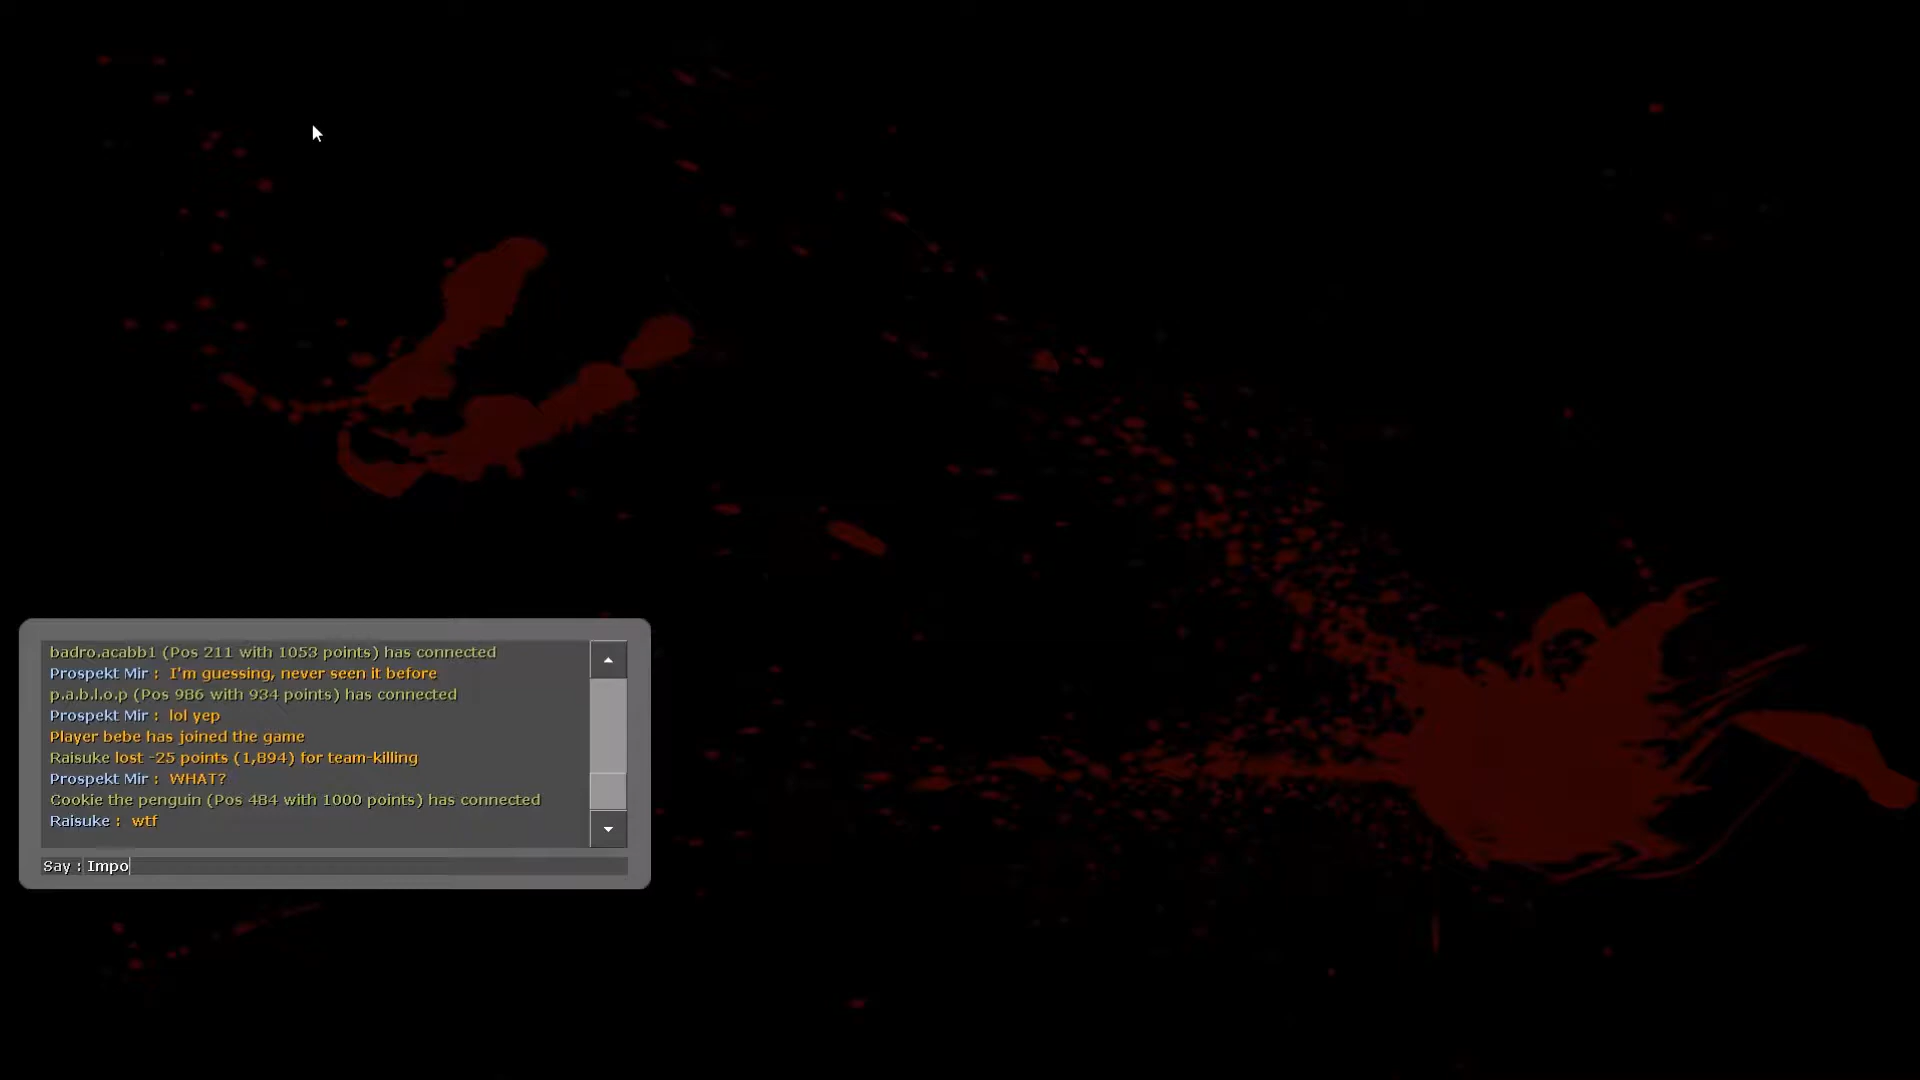 badro.acabb1 (Pos 211 with 1053 points) has connected
Prospekt Mir : I'm guessing, never seen it before
p.a.b.l.o.p (Pos 986 with 934 points) has connected
Prospekt Mir : lol yep
Player bebe has joined the game
Raisuke lost -25 points (1,894) for team-killing
Prospekt Mir : WHAT?
Cookie the penguin (Pos 484 with 1000 points) has connected
Raisuke : wtf
Say : Impo